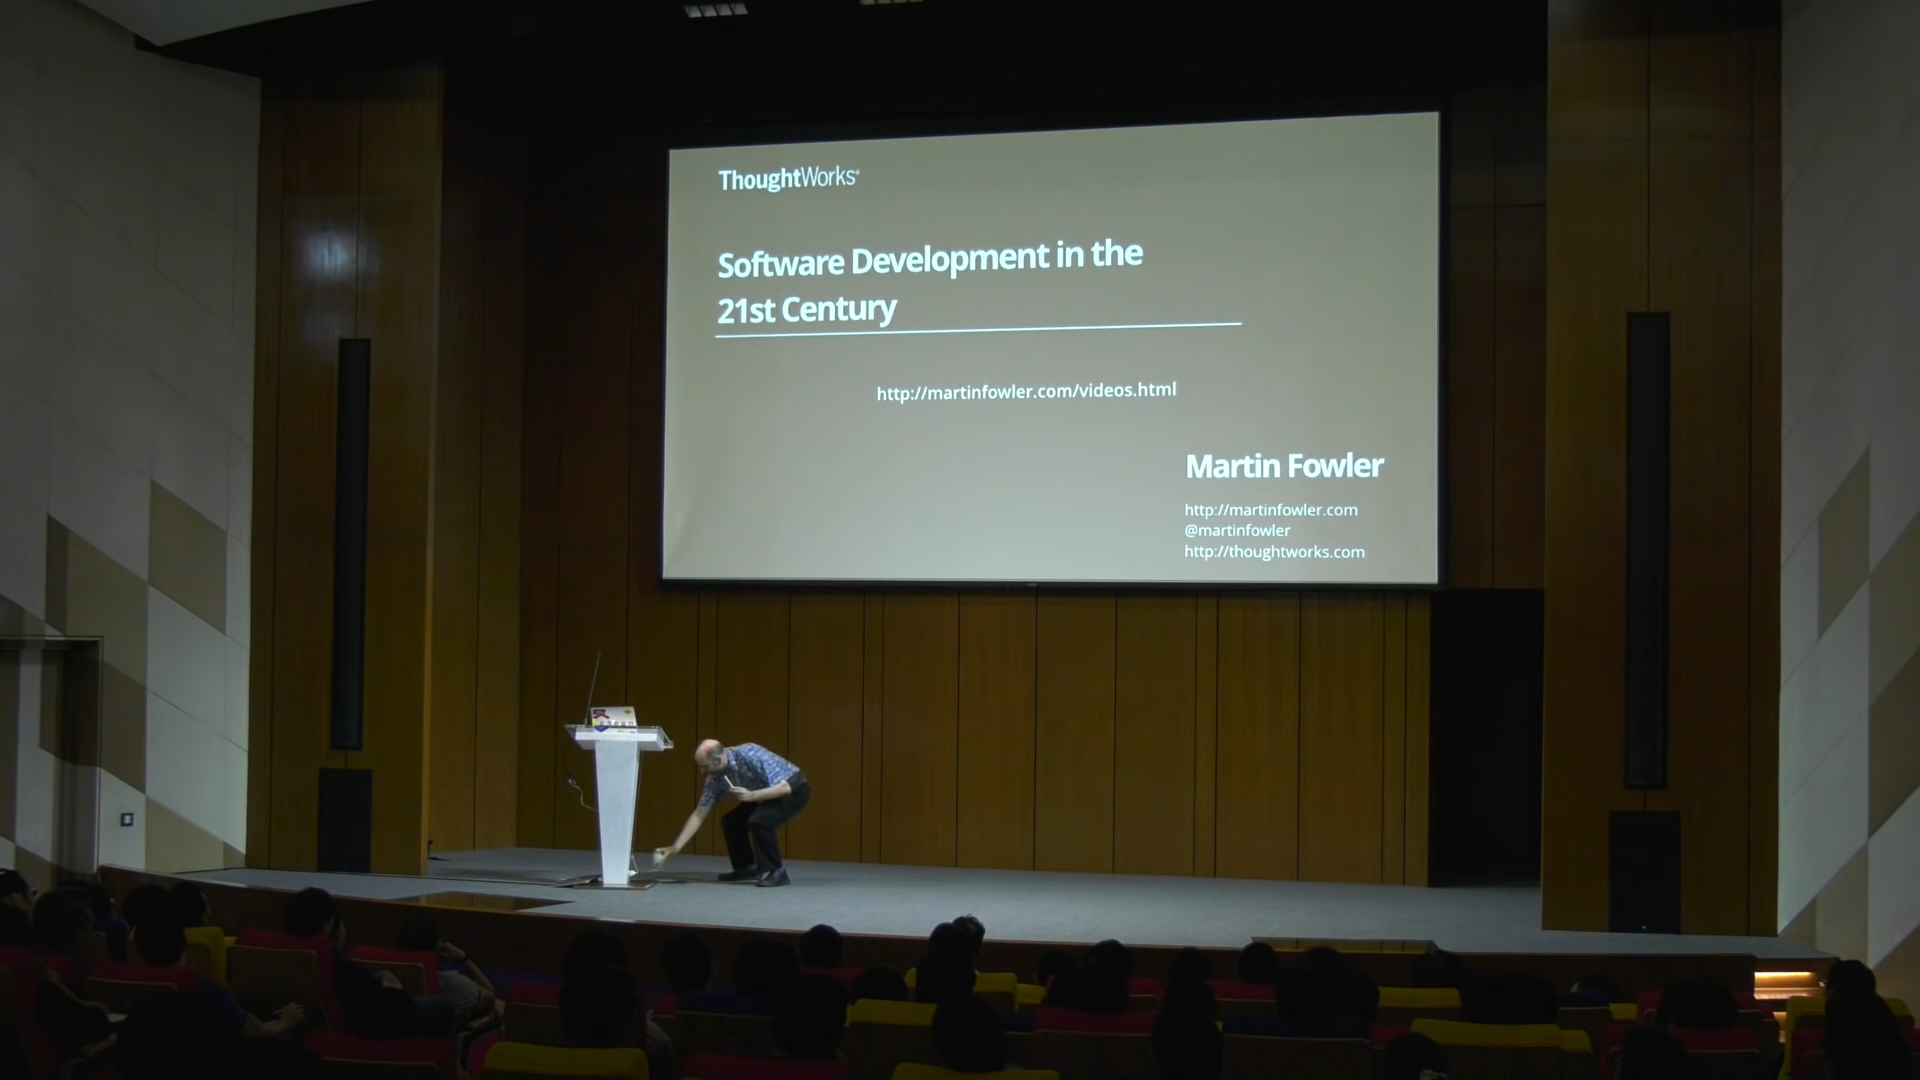 ThoughtWorks®
Software Development in the
21st Century
http://martinfowler.com/videos.html
Martin Fowler
http://martinfowler.com
@martinfowler
http://thoughtworks.com